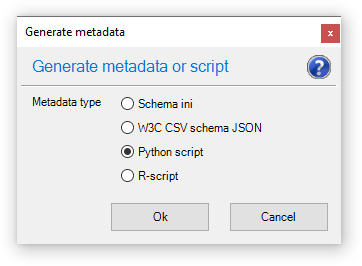 Generate metadata
x
Generate metadata or script
?
Metadata type
Schema ini
W3C CSV schema JSON
Python script
R-script
Ok
Cancel